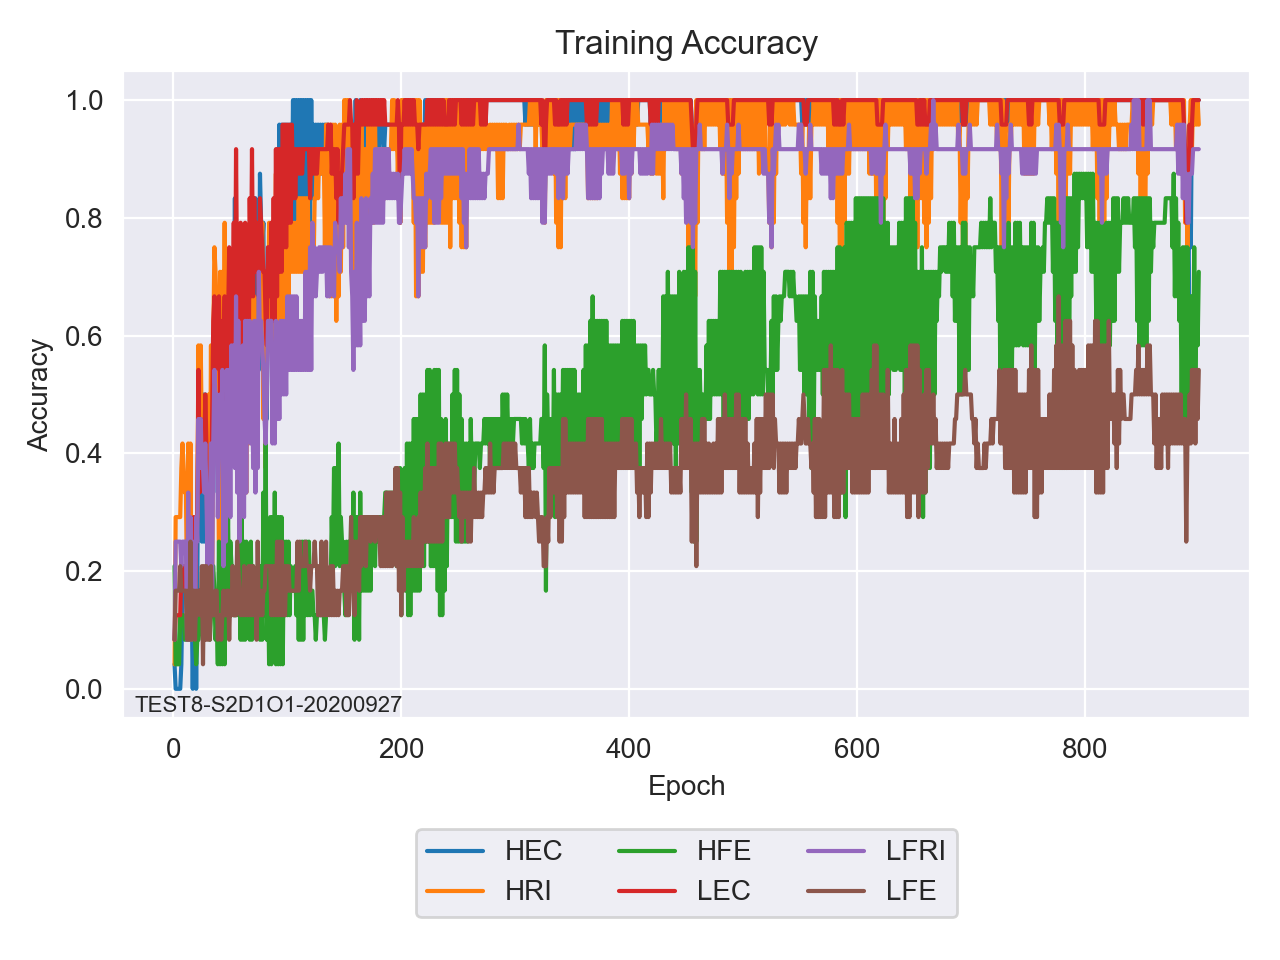 Training Accuracy
1.0
0.8
0.6
0.4
0.2
0.0
Accuracy
TEST8-S2D1O1-20200927
0 200 400 600 800
Epoch
HEC HFE LFRI
HRI LEC LFE